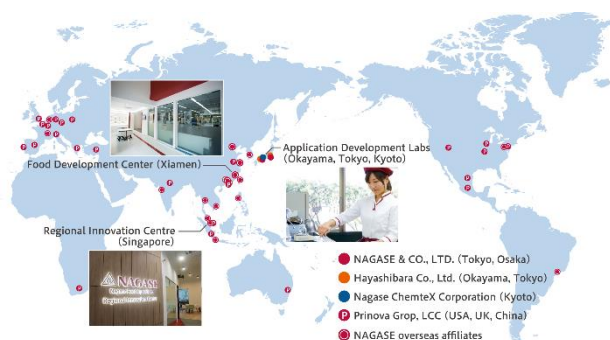 Application Development Labs
(Okayama, Tokyo, Kyoto)
Food Development Center (Xiamen)
Regional Innovation Centre
(Singapore)
NAGASE
NAGASE & CO., LTD. (Tokyo, Osaka)
Hayashibara Co., Ltd. (Okayama, Tokyo)
Nagase ChemteX Corporation (Kyoto)
P Prinova Grop, LCC (USA, UK, China)
NAGASE overseas affiliates